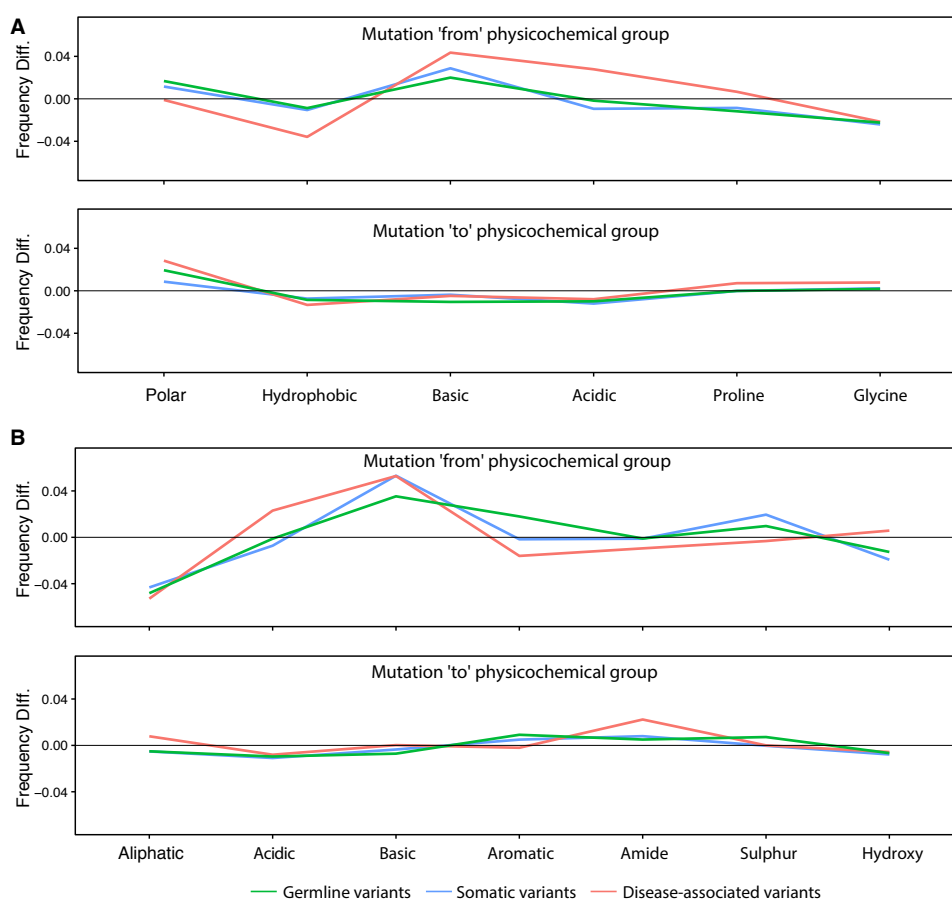 A
Mutation 'from' physicochemical group
Frequency Diff.
0.04
0.00
−0.04
Mutation 'to' physicochemical group
Frequency Diff.
0.04
0.00
−0.04
Polar Hydrophobic Basic Acidic Proline Glycine
B
Mutation 'from' physicochemical group
Frequency Diff.
0.04
0.00
−0.04
Mutation 'to' physicochemical group
Frequency DIff.
0.04
0.00
−0.04
Aliphatic Acidic Basic Aromatic Amide Sulphur Hydroxy
Germline variants Somatic variants Disease-associated variants